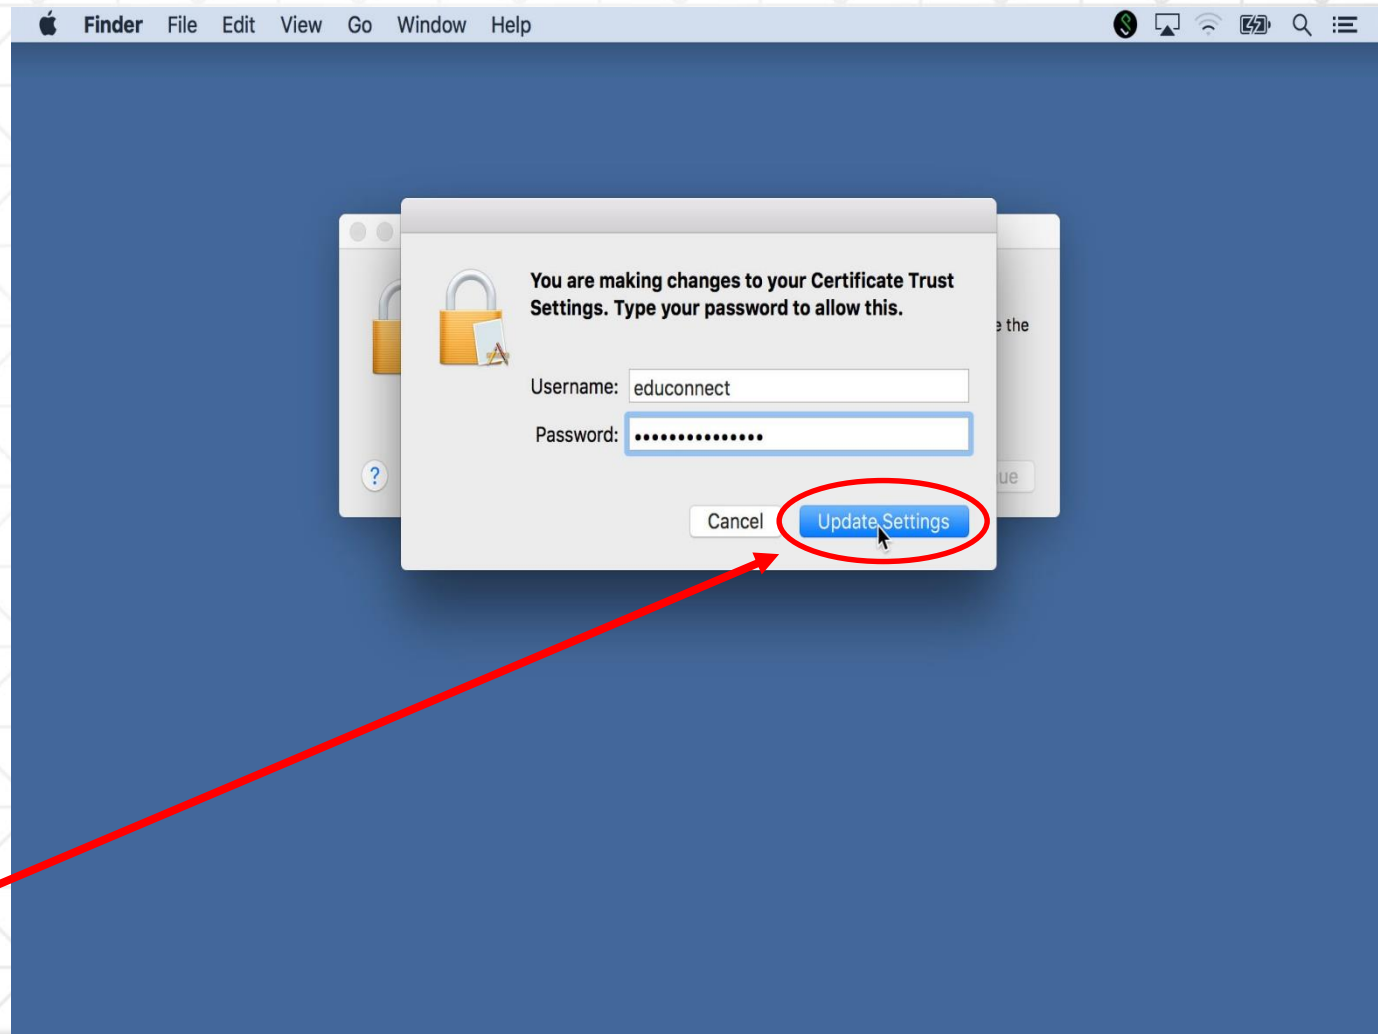 Finder File Edit View Go Window Help
You are making changes to your Certificate Trust
Settings. Type your password to allow this.
e the
Username: educonnect
Password: •••••••••••••••
?
ue
Cancel Update Settings